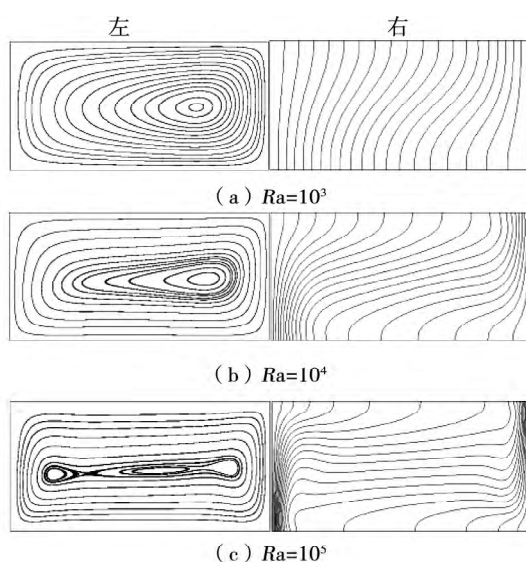 左 右
（a）Ra=10³
（b）Ra=10⁴
（c）Ra=10⁵